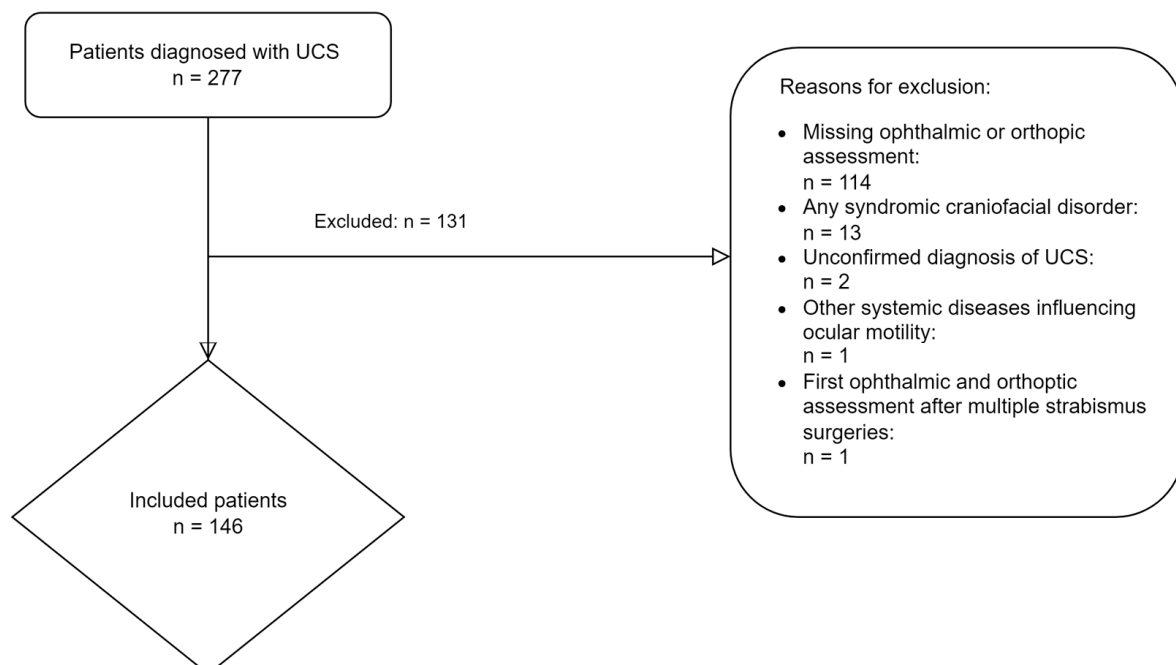 Patients diagnosed with UCS
n = 277
Excluded: n = 131
Reasons for exclusion:
• Missing ophthalmic or orthopic
assessment:
n = 114
• Any syndromic craniofacial disorder:
n = 13
• Unconfirmed diagnosis of UCS:
n = 2
• Other systemic diseases influencing
ocular motility:
n = 1
• First ophthalmic and orthoptic
assessment after multiple strabismus
surgeries:
n = 1
Included patients
n = 146